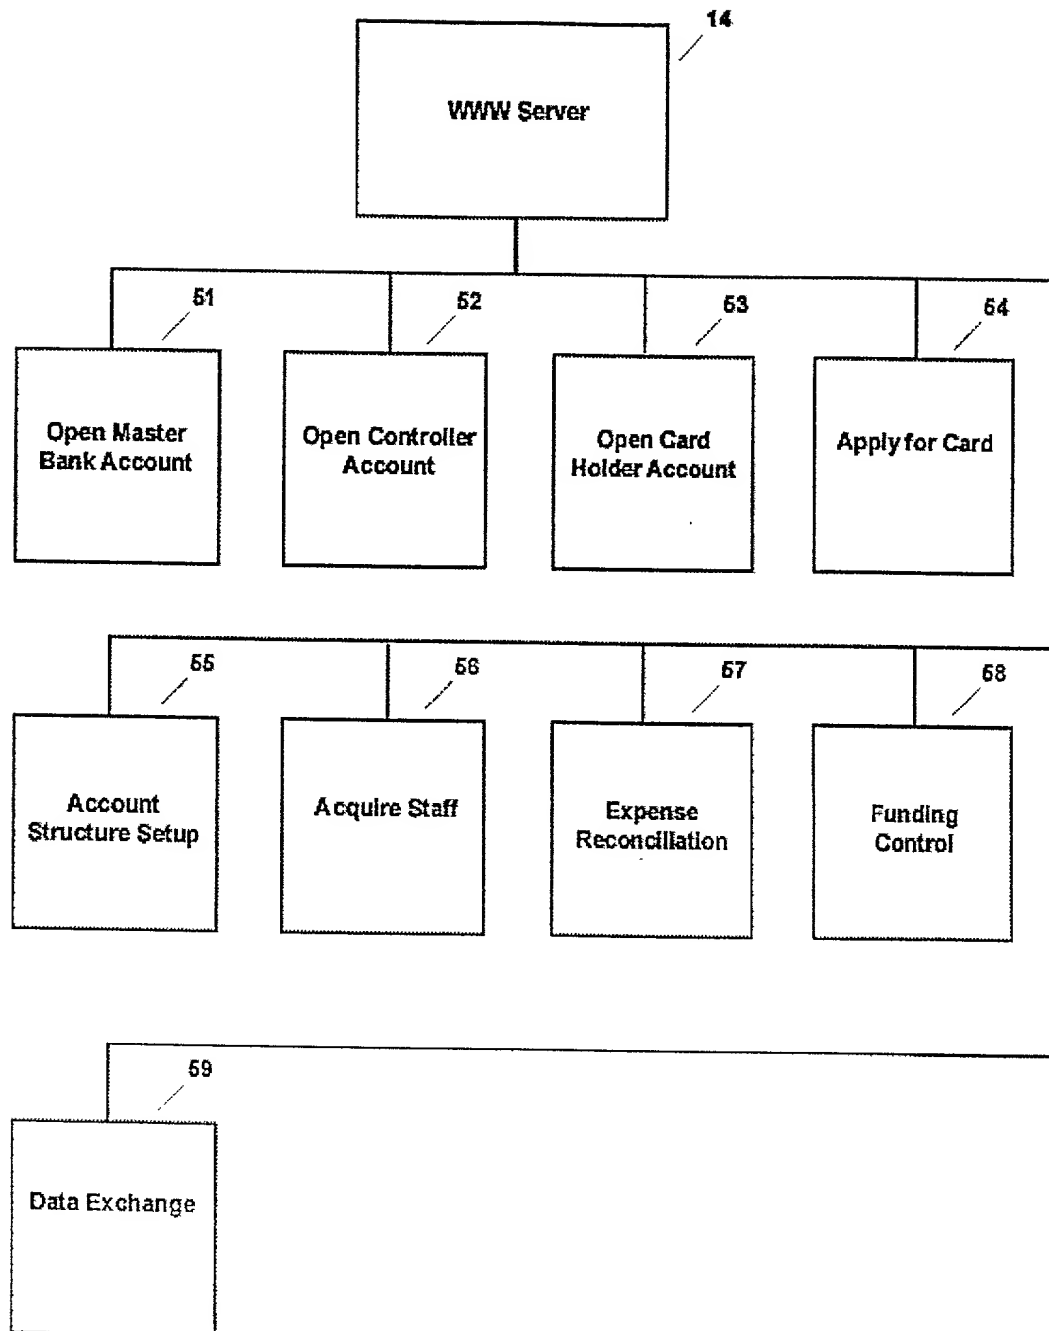 14
WWW Server
51
52
53
54
Open Master
Bank Account
Open Controller
Account
Open Card
Holder Account
Apply for Card
55
56
57
58
Account
Structure Setup
Acquire Staff
Expense
Reconciliation
Funding
Control
59
Data Exchange